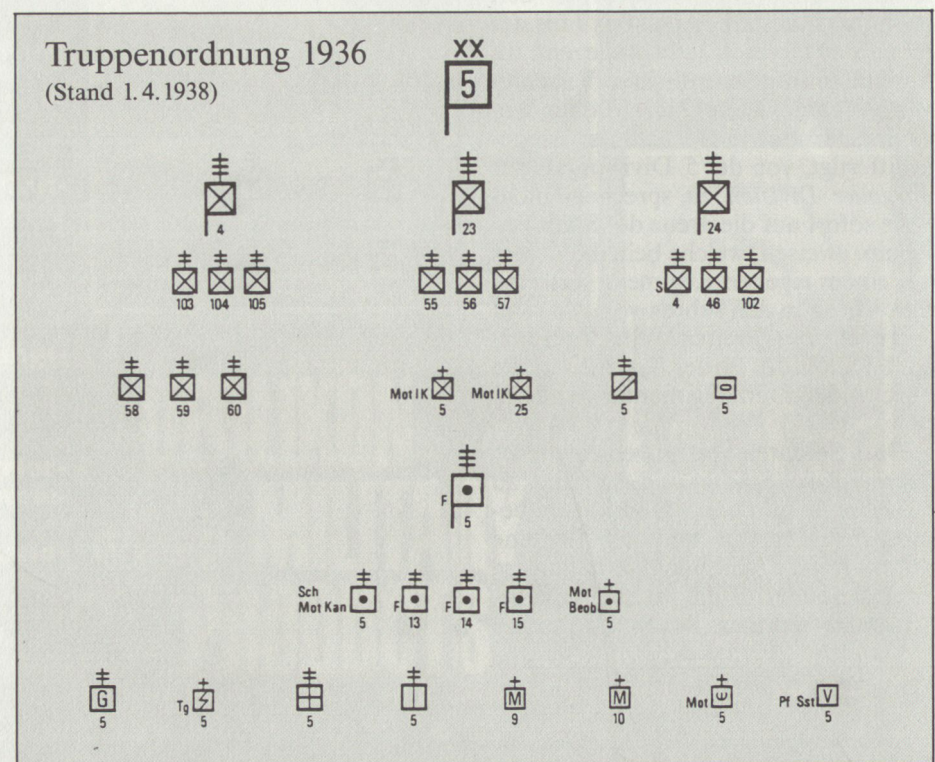 Truppenordnung 1936
(Stand 1.4.1938)
XX
5
4 23 24
103 104 105 55 56 57 S 4 46 102
58 59 60 Mot IK 5 Mot IK 25 5 5
F 5
Sch Mot Kan 5 F 13 F 14 F 15 Mot Beob 5
G 5 Tg 5 5 5 M 9 M 10 Mot 5 Pf Sst V 5